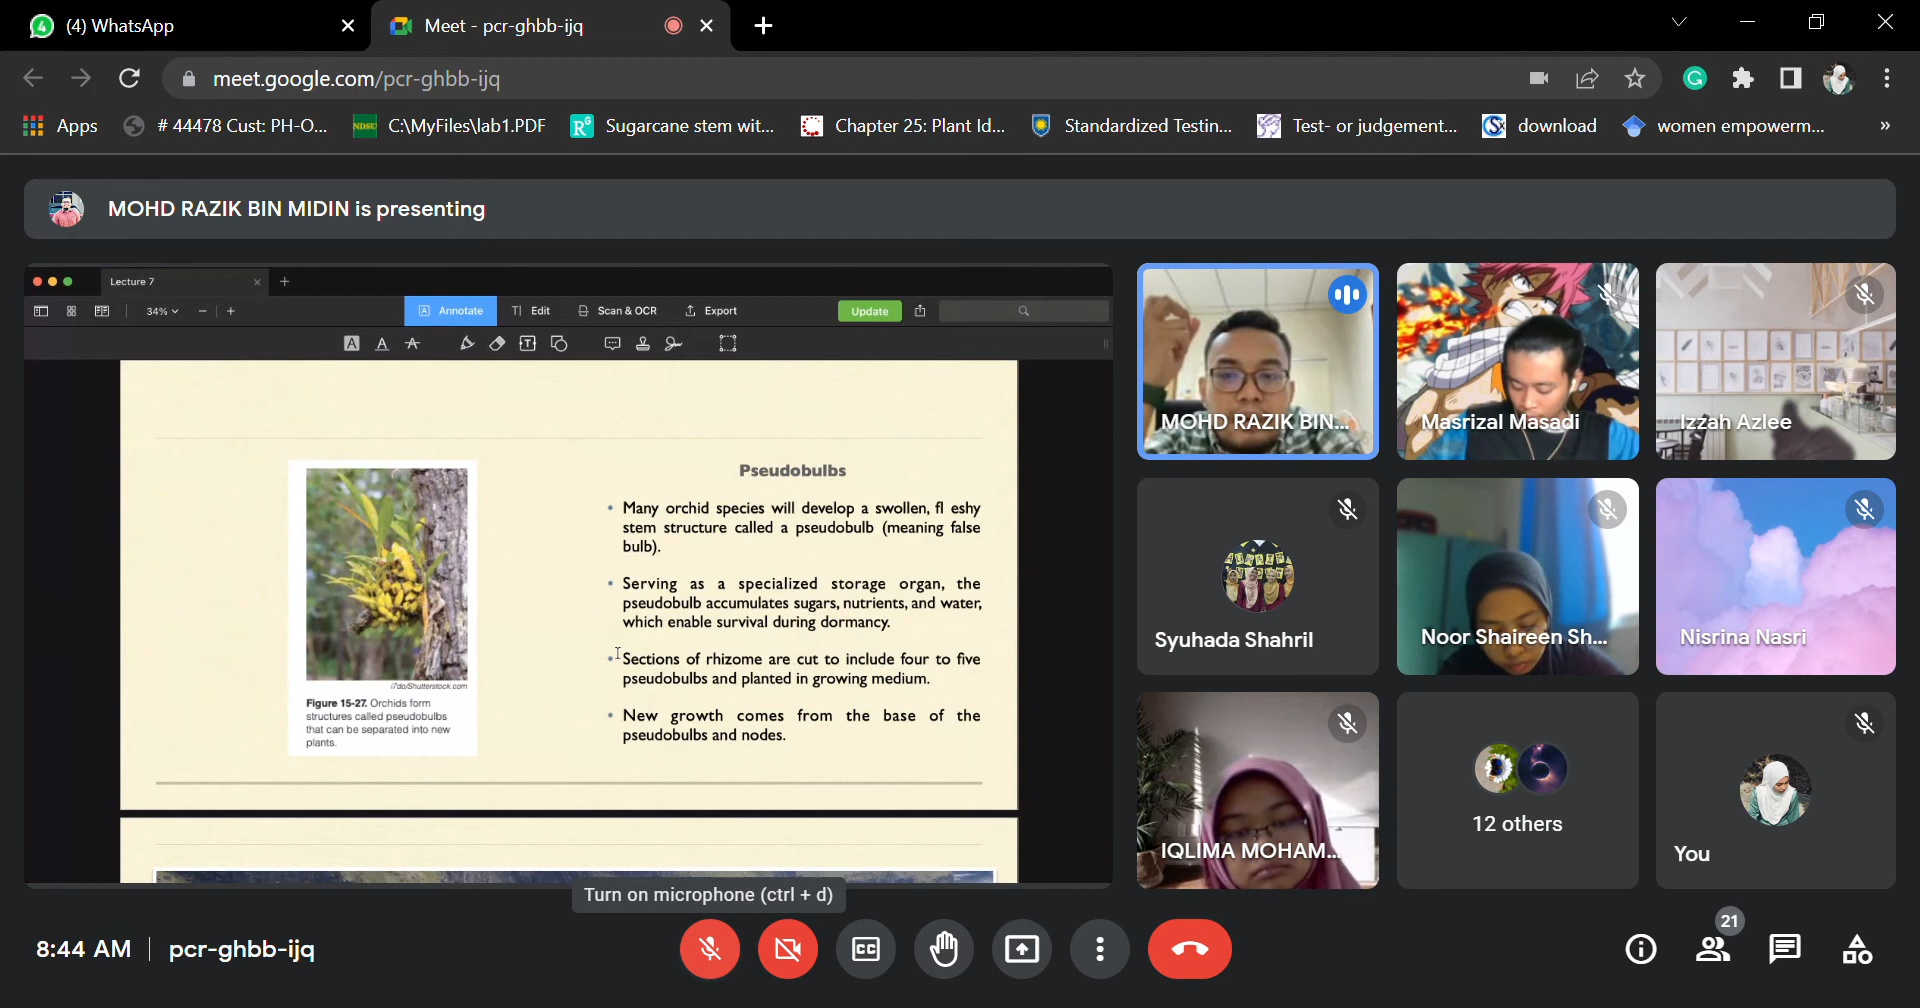 (4) WhatsApp
Meet - pcr-ghbb-ijq
meet.google.com/pcr-ghbb-ijq
Apps
# 44478 Cust: PH-O...
C:\MyFiles\lab1.PDF
Sugarcane stem wit...
Chapter 25: Plant Id...
Standardized Testin...
Test- or judgement...
download
women empowerm...
»
MOHD RAZIK BIN MIDIN is presenting
Lecture 7
34%
Annotate
Edit
Scan & OCR
Export
Update
Pseudobulbs
• Many orchid species will develop a swollen, fl eshy
stem structure called a pseudobulb (meaning false
bulb).
• Serving as a specialized storage organ, the
pseudobulb accumulates sugars, nutrients, and water,
which enable survival during dormancy.
• Sections of rhizome are cut to include four to five
pseudobulbs and planted in growing medium.
• New growth comes from the base of the
pseudobulbs and nodes.
i7do/Shutterstock.com
Figure 15-27. Orchids form
structures called pseudobulbs
that can be separated into new
plants.
MOHD RAZIK BIN...
Masrizal Masadi
Izzah Azlee
Syuhada Shahril
Noor Shaireen Sh...
Nisrina Nasri
IQLIMA MOHAM...
12 others
You
Turn on microphone (ctrl + d)
8:44 AM
pcr-ghbb-ijq
CC
21